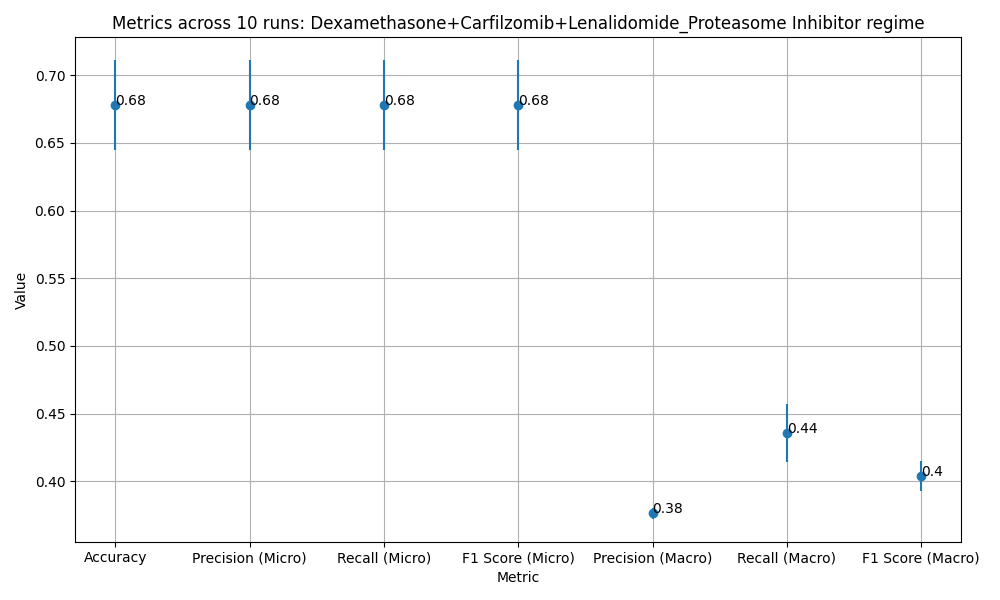 Metrics across 10 runs: Dexamethasone+Carfilzomib+Lenalidomide_Proteasome Inhibitor regime
0.70
0.68
0.68
0.68
0.68
0.65
0.60
0.55
Value
0.50
0.45
0.44
0.40
0.4
0.38
Accuracy
Precision (Micro)
Recall (Micro)
F1 Score (Micro)
Precision (Macro)
Recall (Macro)
F1 Score (Macro)
Metric